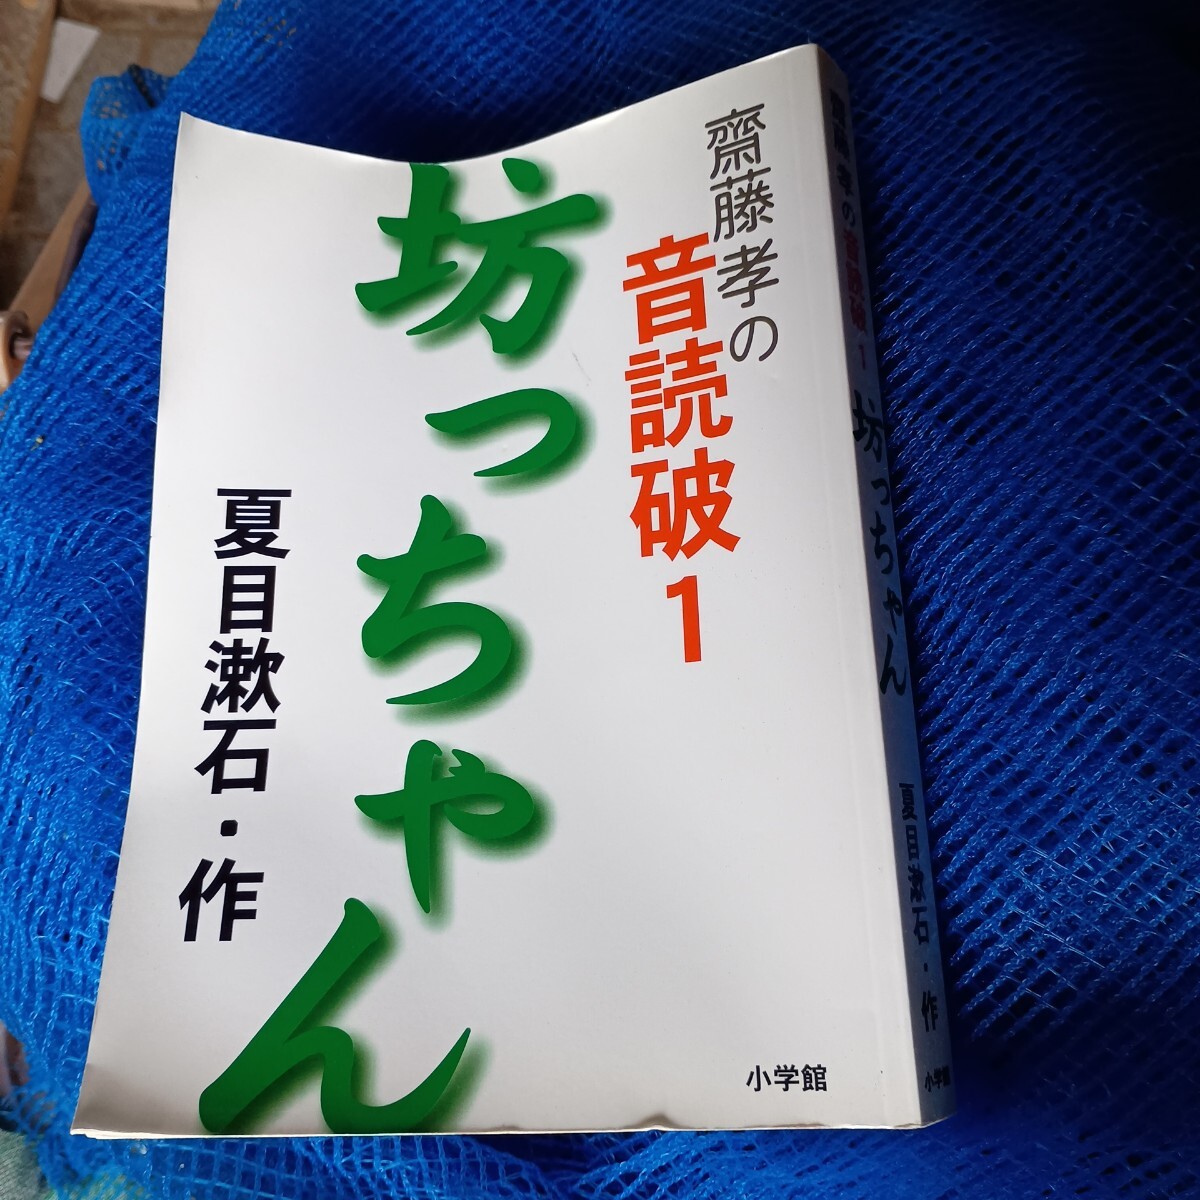 齋藤孝の
音読破1
坊っちゃん
夏目漱石・作
小学館
齋藤孝の音読破1 坊っちゃん 夏目漱石・作 小学館